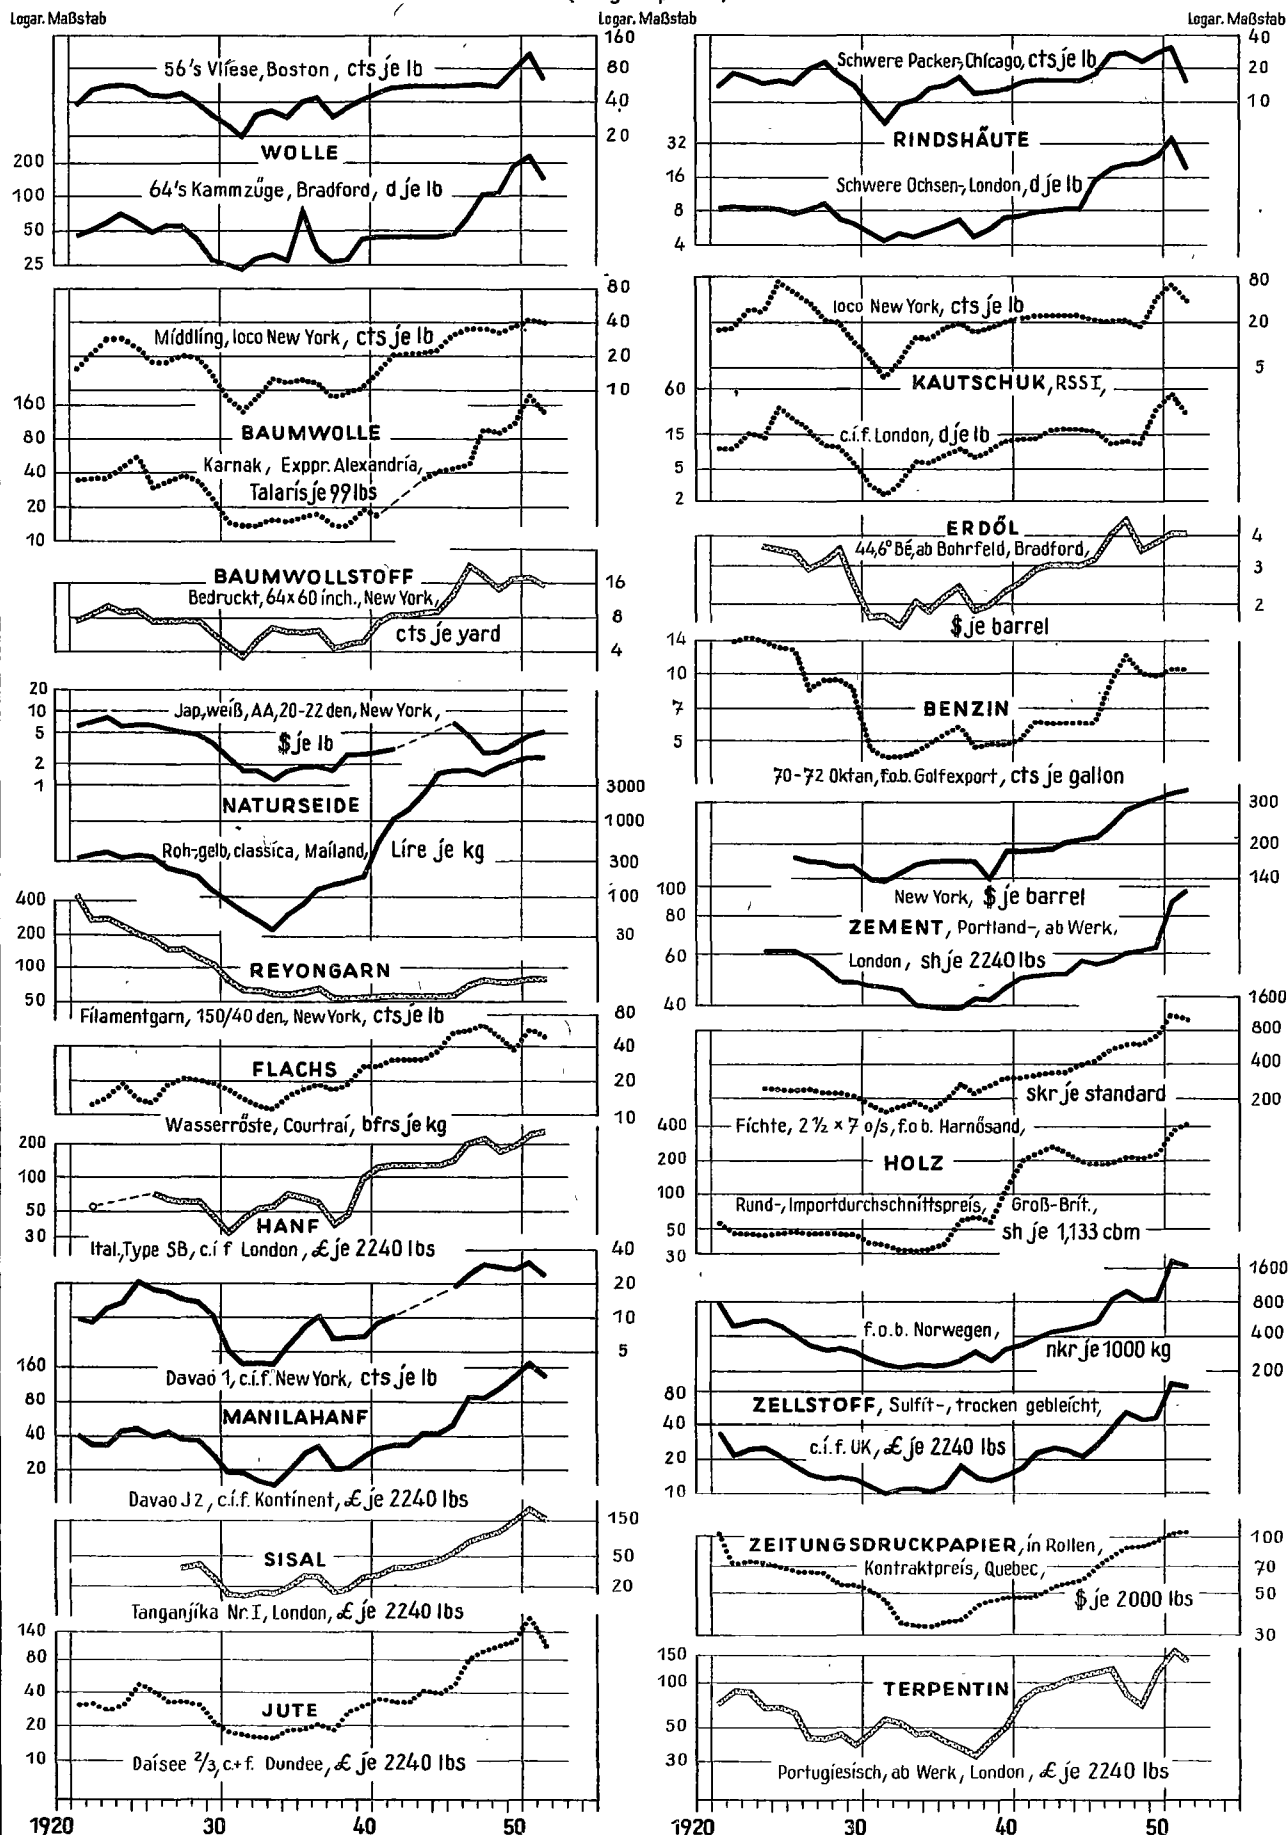 Logar. Maßstab
Logar. Maßstab
Logar. Maßstab
160
56's Vliese, Boston, cts je lb
80
40
20
WOLLE
200
64's Kammzüge, Bradford, d je lb
100
50
25
80
Middling, loco New York, cts je lb
40
20
10
160
BAUMWOLLE
80
Karnak, Exppr. Alexandria,
40
Talaris je 99 lbs
20
10
BAUMWOLLSTOFF
16
Bedruckt, 64 x 60 inch., New York,
8
cts je yard
4
20
Jap, weiß, AA, 20-22 den, New York,
10
5
$ je lb
2
1
3000
NATURSEIDE
1000
Roh-gelb, classica, Mailand, Lire je kg
300
100
400
30
200
REYONGARN
100
50
Filamentgarn, 150/40 den., New York, cts je lb
80
40
FLACHS
20
10
Wasserröste, Courtrai, bfrs je kg
200
100
50
HANF
30
Ital., Type SB, c.i f London, £ je 2240 lbs
40
20
10
5
160
Davao 1, c.i.f. New York, cts je lb
80
MANILAHANF
40
20
Davao J2, c.i.f. Kontinent, £ je 2240 lbs
150
SISAL
50
20
Tanganjika Nr. I, London, £ je 2240 lbs
140
80
40
JUTE
20
10
Daisee 2/3, c.+f. Dundee, £ je 2240 lbs
1920 30 40 50
40
Schwere Packer-, Chicago, cts je lb
20
10
32
RINDSHÄUTE
16
Schwere Ochsen-, London, d je lb
8
4
80
loco New York, cts je lb
20
5
60
KAUTSCHUK, RSS I,
15
c.i.f. London, d je lb
5
2
ERDÖL
4
44,6° Bé, ab Bohrfeld, Bradford,
3
2
$ je barrel
14
10
BENZIN
7
5
70-72 Oktan, f.o.b. Golfexport, cts je gallon
300
200
140
100
New York, $ je barrel
80
ZEMENT, Portland-, ab Werk,
60
London, sh je 2240 lbs
40
1600
800
400
skr je standard
200
400
Fichte, 2 ½ x 7 o/s, f.o.b. Harnösand,
200
HOLZ
100
Rund-, Importdurchschnittspreis, Groß-Brit.,
50
sh je 1,133 cbm
30
1600
800
f.o.b. Norwegen,
400
nkr je 1000 kg
200
80
ZELLSTOFF, Sulfit-, trocken gebleicht,
40
c.i.f. UK, £ je 2240 lbs
20
10
ZEITUNGSDRUCKPAPIER, in Rollen,
100
Kontraktpreis, Quebec,
70
$ je 2000 lbs
50
30
150
TERPENTIN
100
50
30
Portugiesisch, ab Werk, London, £ je 2240 lbs
1920 30 40 50